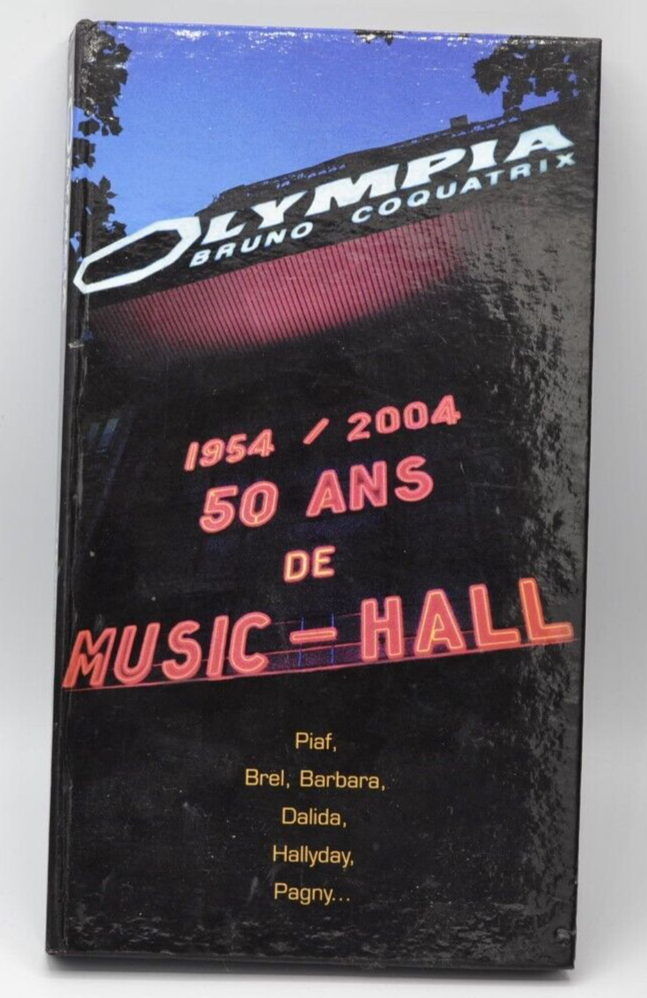 OLYMPIA
BRUNO COQUATRIX
1954 / 2004
50 ANS
DE
MUSIC - HALL
Piaf,
Brel, Barbara,
Dalida,
Hallyday,
Pagny...